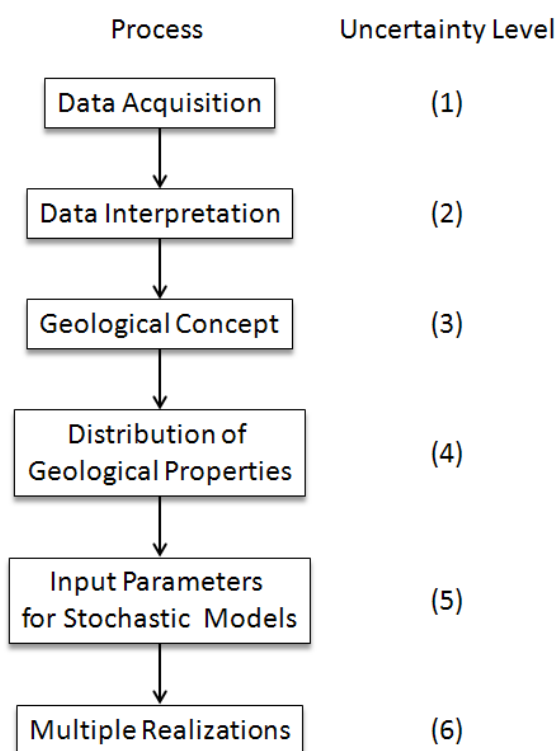 Process Uncertainty Level
Data Acquisition (1)
Data Interpretation (2)
Geological Concept (3)
Distribution of
Geological Properties (4)
Input Parameters
for Stochastic Models (5)
Multiple Realizations (6)